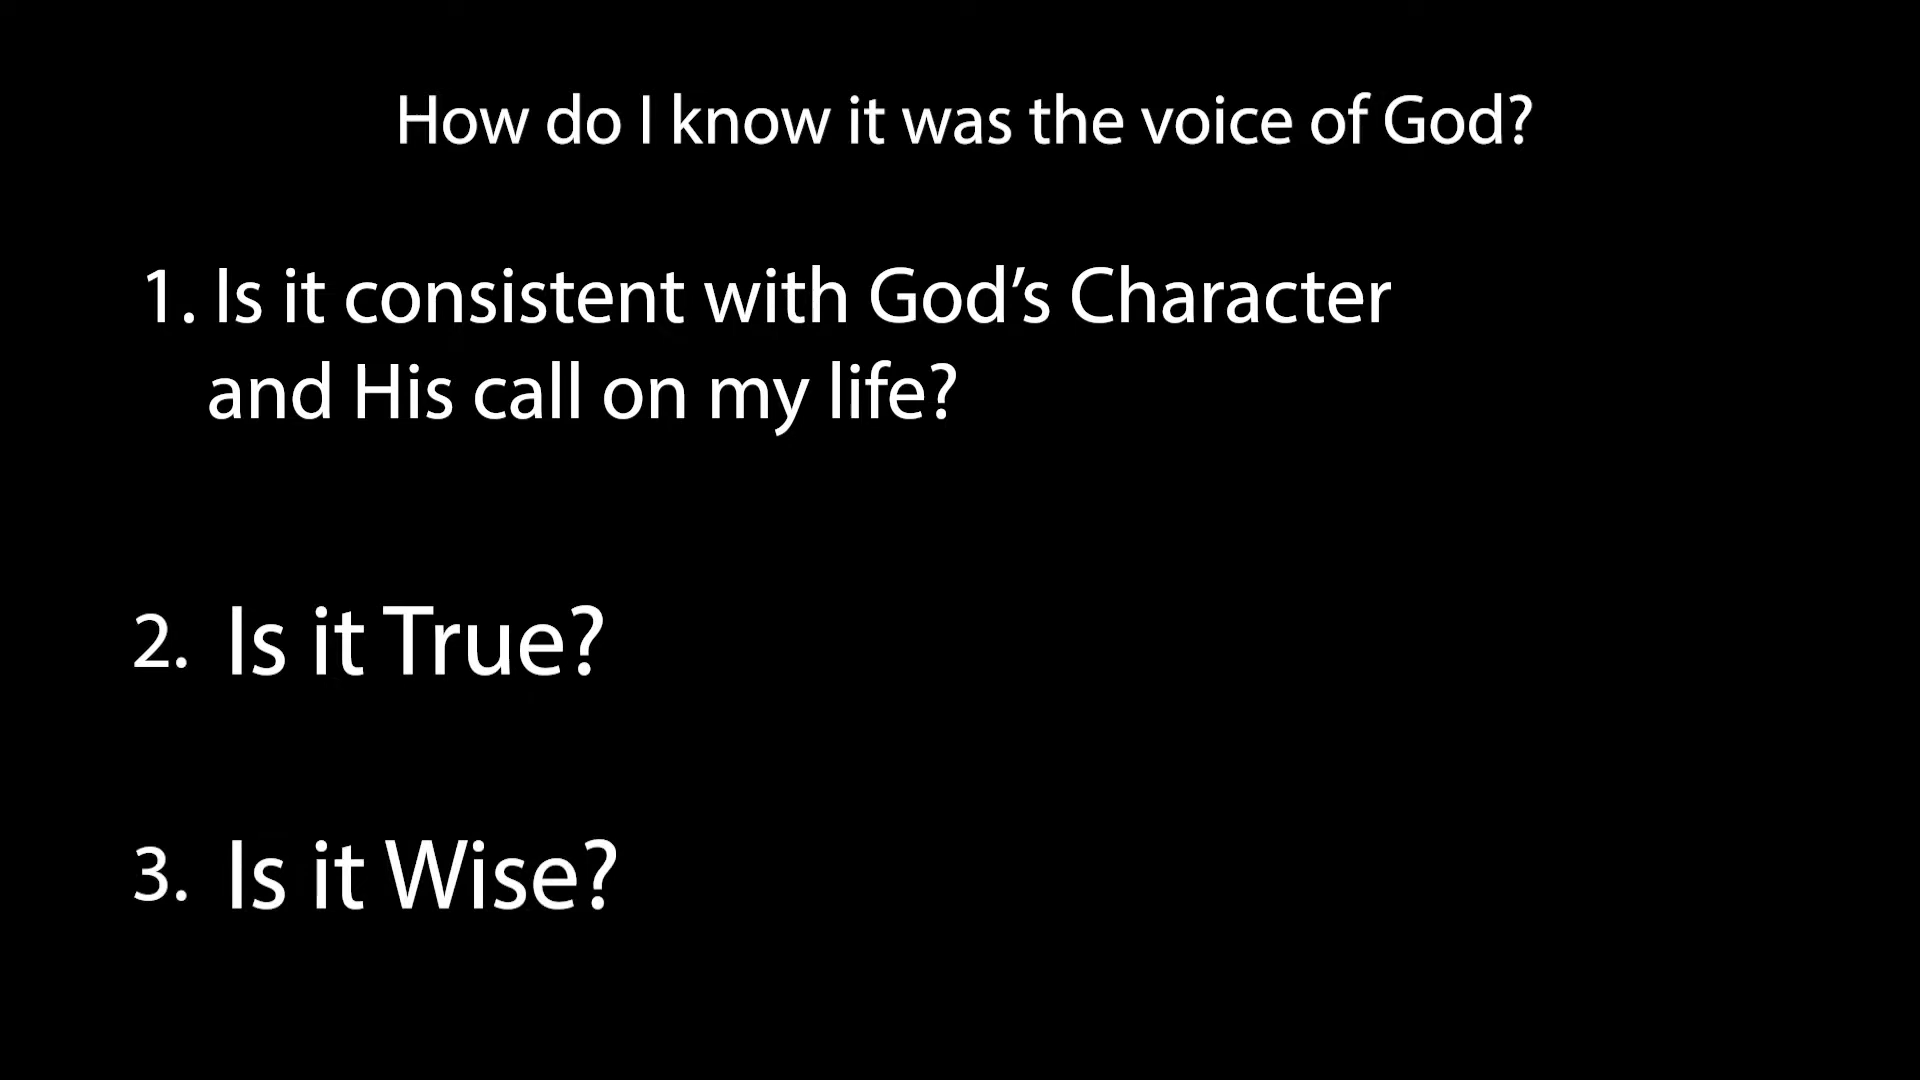 How do I know it was the voice of God?
1. Is it consistent with God’s Character
and His call on my life?
2. Is it True?
3. Is it Wise?